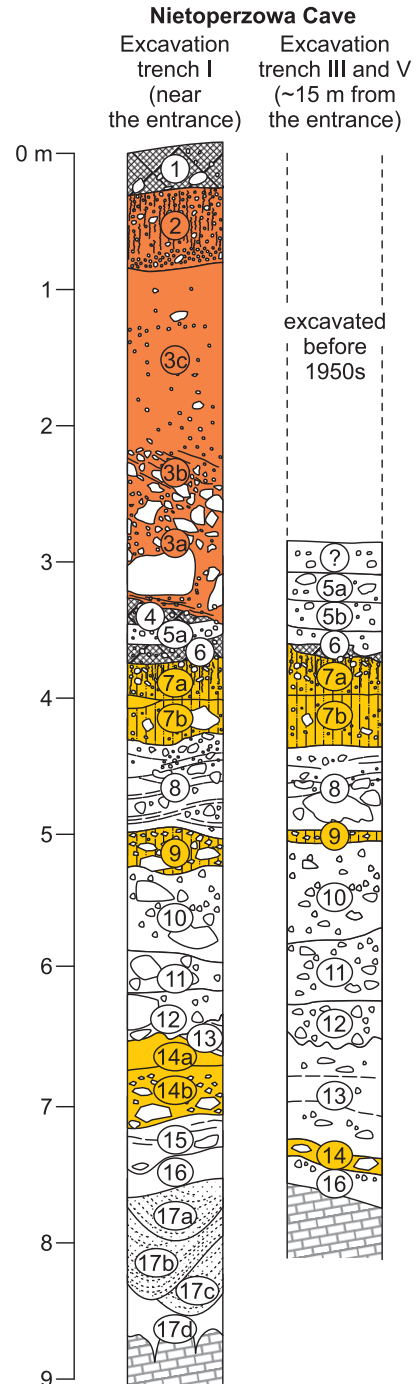 Nietoperzowa Cave
Excavation
trench I
(near
the entrance)
Excavation
trench III and V
(~15 m from
the entrance)
0 m
1
2
3
4
5
6
7
8
9
1
2
3c
3b
3a
4
5a
6
7a
7b
8
9
10
11
12
13
14a
14b
15
16
17a
17b
17c
17d
excavated
before
1950s
?
5a
5b
6
7a
7b
8
9
10
11
12
13
14
16